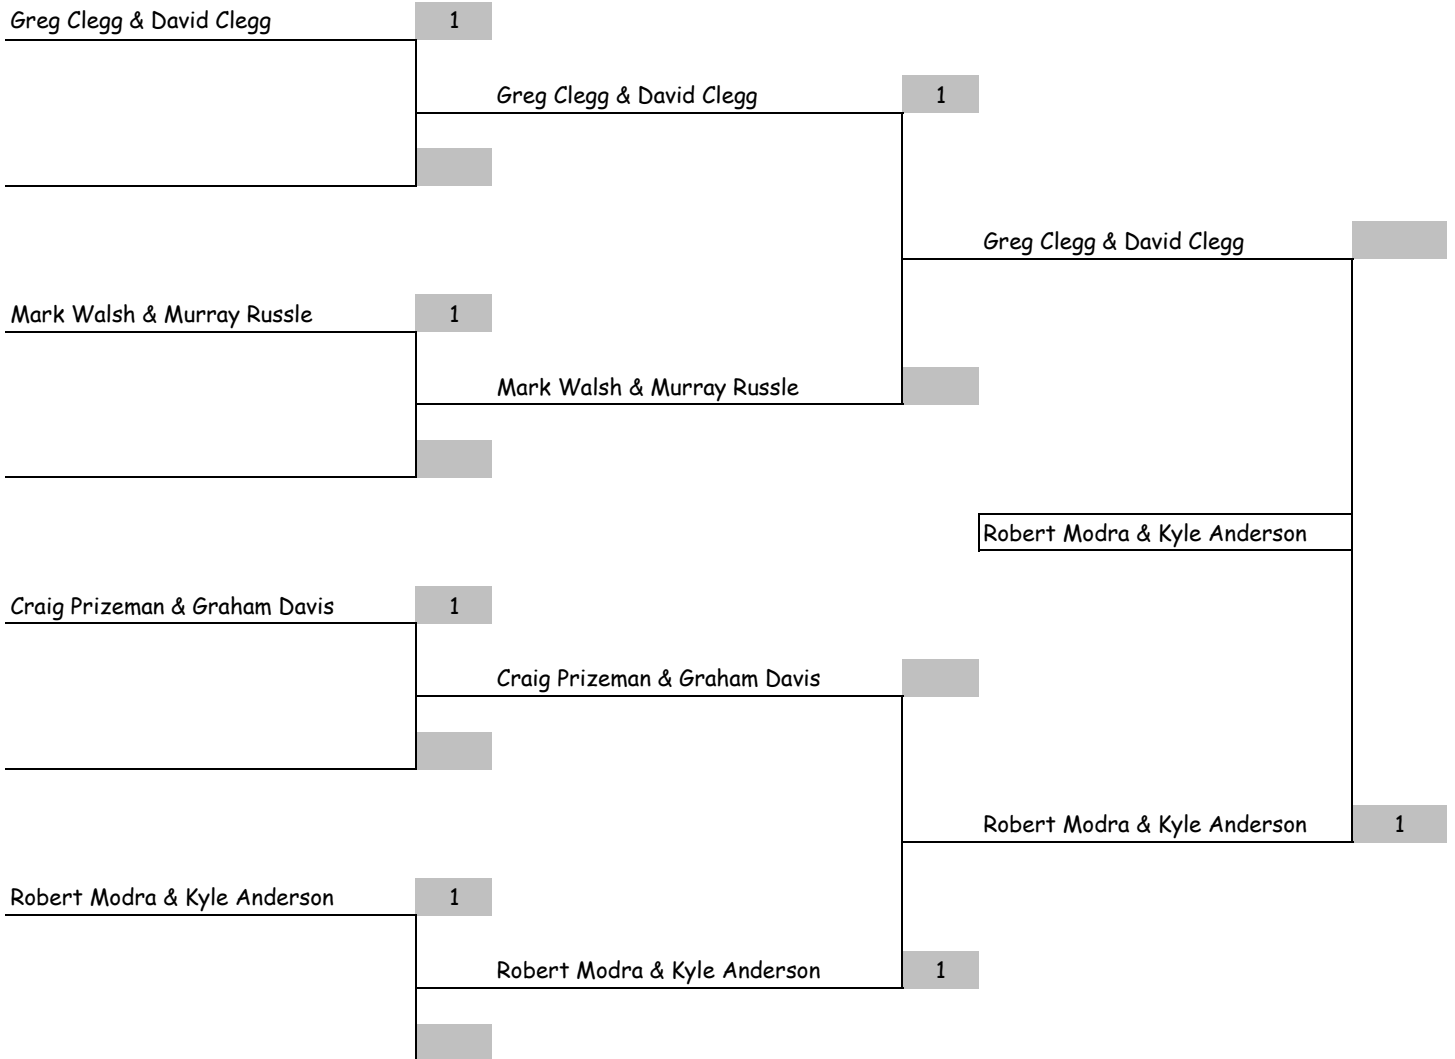 Greg Clegg & David Clegg 1
Greg Clegg & David Clegg 1
Greg Clegg & David Clegg
Mark Walsh & Murray Russle 1
Mark Walsh & Murray Russle
Robert Modra & Kyle Anderson
Craig Prizeman & Graham Davis 1
Craig Prizeman & Graham Davis
Robert Modra & Kyle Anderson 1
Robert Modra & Kyle Anderson 1
Robert Modra & Kyle Anderson 1